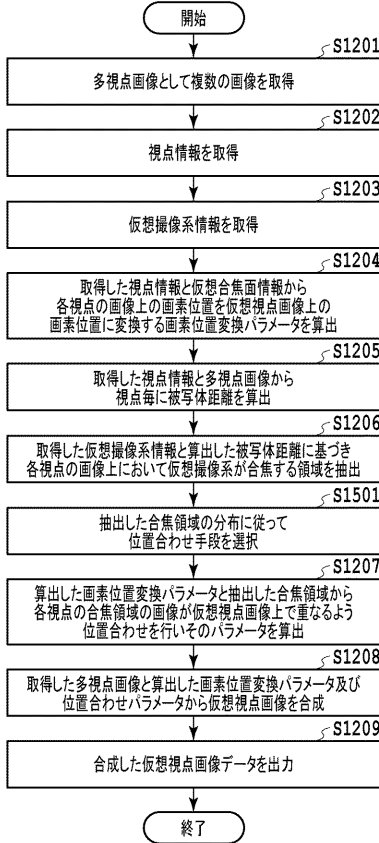 開始
S1201
多視点画像として複数の画像を取得
S1202
視点情報を取得
S1203
仮想撮像系情報を取得
S1204
取得した視点情報と仮想合焦面情報から
各視点の画像上の画素位置を仮想視点画像上の
画素位置に変換する画素位置変換パラメータを算出
S1205
取得した視点情報と多視点画像から
視点毎に被写体距離を算出
S1206
取得した仮想撮像系情報と算出した被写体距離に基づき
各視点の画像上において仮想撮像系が合焦する領域を抽出
S1501
抽出した合焦領域の分布に従って
位置合わせ手段を選択
S1207
算出した画素位置変換パラメータと抽出した合焦領域から
各視点の合焦領域の画像が仮想視点画像上で重なるよう
位置合わせを行いそのパラメータを算出
S1208
取得した多視点画像と算出した画素位置変換パラメータ及び
位置合わせパラメータから仮想視点画像を合成
S1209
合成した仮想視点画像データを出力
終了